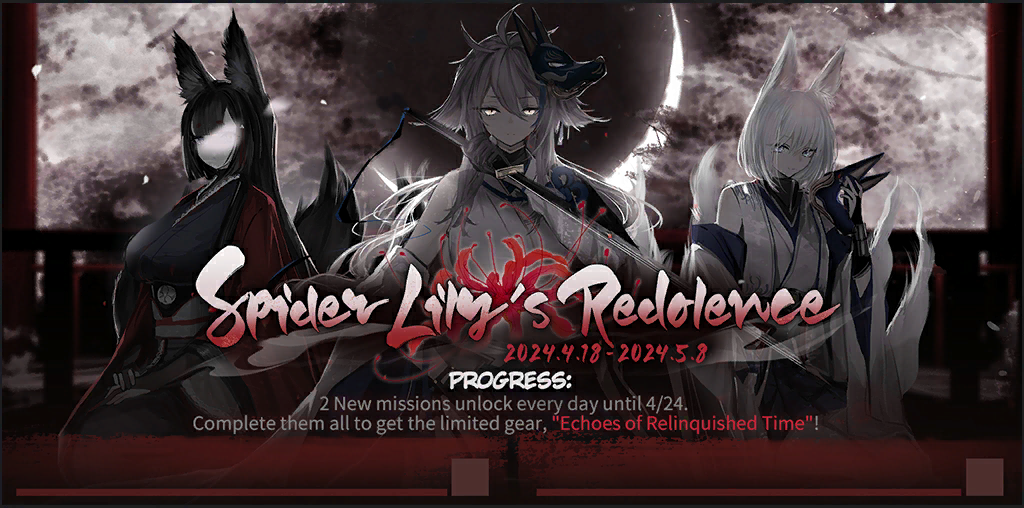 Spider Lily's Redolence
2024.4.18-2024.5.8
PROGRESS:
2 New missions unlock every day until 4/24.
Complete them all to get the limited gear, "Echoes of Relinquished Time"!